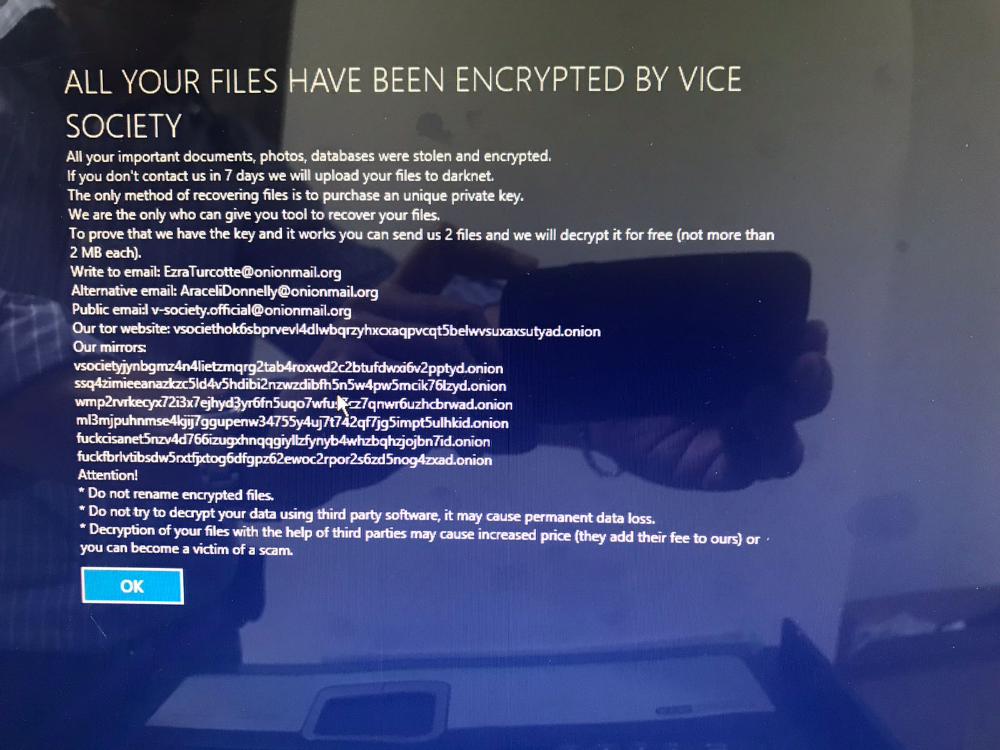 ALL YOUR FILES HAVE BEEN ENCRYPTED BY VICE
SOCIETY
All your important documents, photos, databases were stolen and encrypted.
If you don't contact us in 7 days we will upload your files to darknet.
The only method of recovering files is to purchase an unique private key.
We are the only who can give you tool to recover your files.
To prove that we have the key and it works you can send us 2 files and we will decrypt it for free (not more than
2 MB each).
Write to email: EzraTurcotte@onionmail.org
Alternative email: AraceliDonnelly@onionmail.org
Public email v-society.official@onionmail.org
Our tor website: vsociethok6sbprvevl4dlwbqrzyhxcxaqpvcqt5belwvsuxaxsutyad.onion
Our mirrors:
vsocietyjynbgmz4n4lietzmqrg2tab4roxwd2c2btufdwxi6v2pptyd.onion
ssq4zimieeanazkzc5ld4v5hdibi2nzwzdibfh5n5w4pw5mcik76lzyd.onion
ml3mjpuhnmse4kjij7ggupenw34755y4uj7t742qf7jg5impt5ulhkid.onion
fuckcisanet5nzv4d766izugxhnqqgiyllzfynyb4whzbqhzjojbn7id.onion
fuckfbrlvtibsdw5rxtfjxtog6dfgpz62ewoc2rpor2s6zd5nog4zxad.onion
Attention!
* Do not rename encrypted files.
* Do not try to decrypt your data using third party software, it may cause permanent data loss.
* Decryption of your files with the help of third parties may cause increased price (they add their fee to ours) or
you can become a victim of a scam.
OK